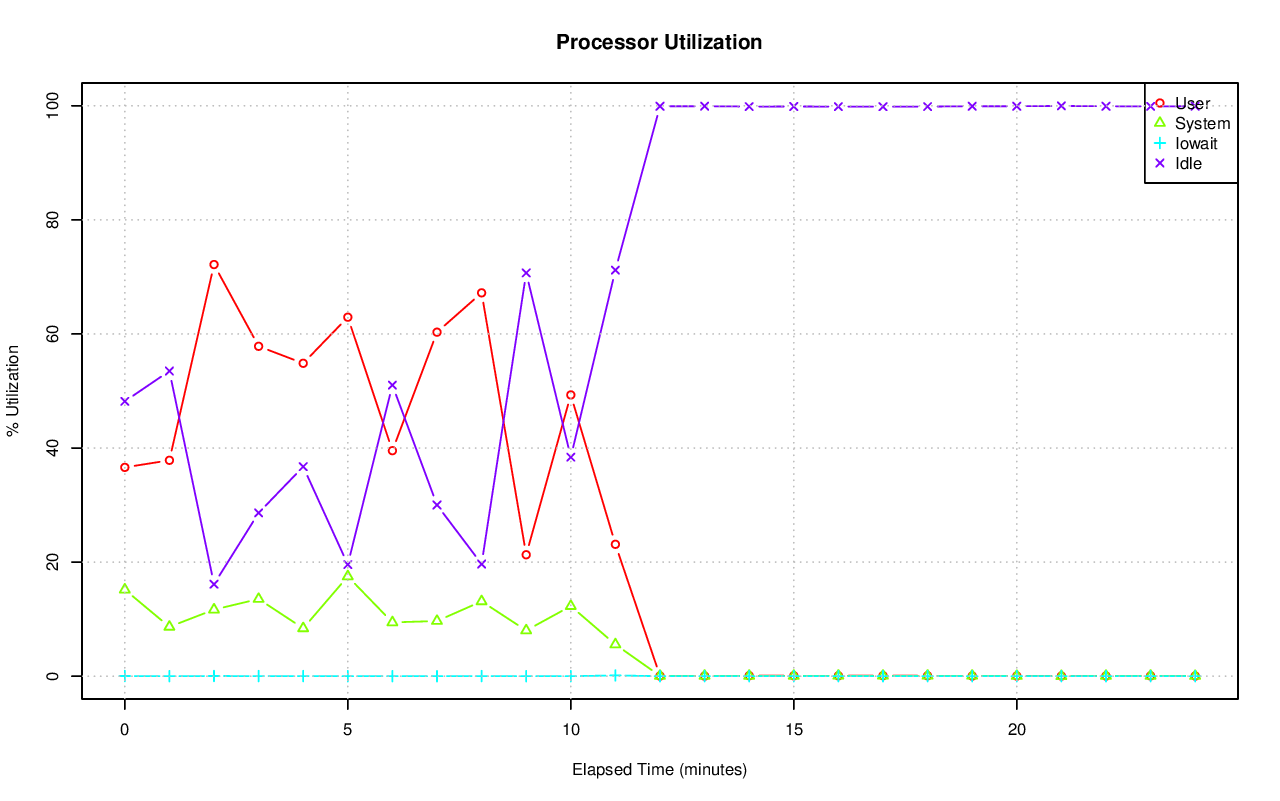 Processor Utilization
% Utilization
100
80
60
40
20
0
User
System
Iowait
Idle
0 5 10 15 20
Elapsed Time (minutes)